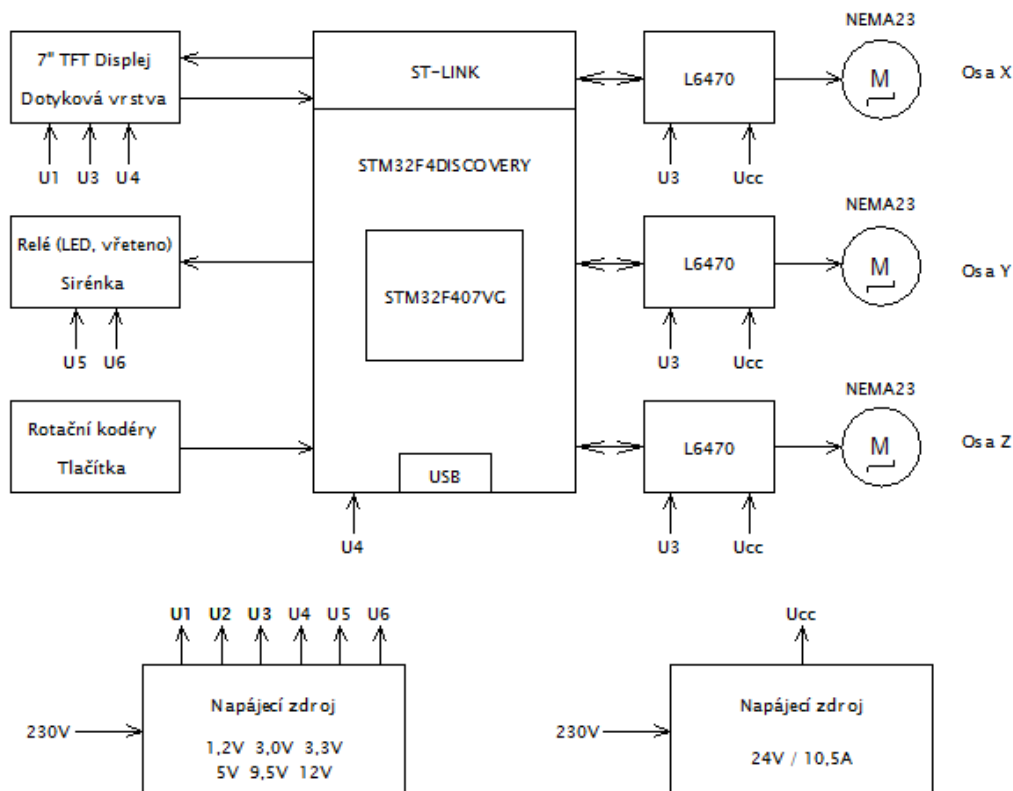 7" TFT Displej
Dotyková vrstva
U1 U3 U4
Relé (LED, vřeteno)
Sirénka
U5 U6
Rotační kodéry
Tlačítka
ST-LINK
STM32F4DISCOVERY
STM32F407VG
USB
U4
NEMA23
L6470
M
Osa X
U3 Ucc
NEMA23
L6470
M
Osa Y
U3 Ucc
NEMA23
L6470
M
Osa Z
U3 Ucc
U1 U2 U3 U4 U5 U6
230V
Napájecí zdroj
1,2V 3,0V 3,3V
5V 9,5V 12V
Ucc
230V
Napájecí zdroj
24V / 10,5A